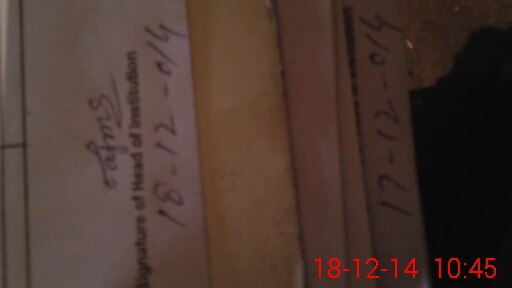 Signature of Head of Institution
18-12-014
17-12-014
18-12-14 10:45